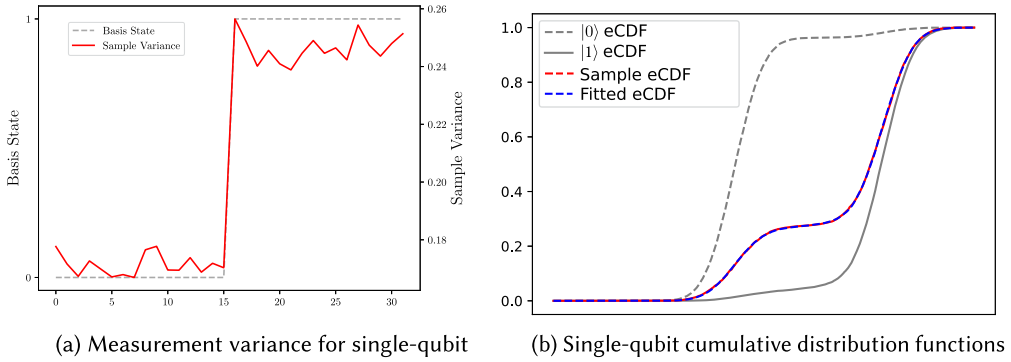 1
0
Basis State
Basis State
Sample Variance
0.26
0.24
0.22
0.20
0.18
Sample Variance
0 5 10 15 20 25 30
(a) Measurement variance for single-qubit
1.0
0.8
0.6
0.4
0.2
0.0
|0⟩ eCDF
|1⟩ eCDF
Sample eCDF
Fitted eCDF
(b) Single-qubit cumulative distribution functions